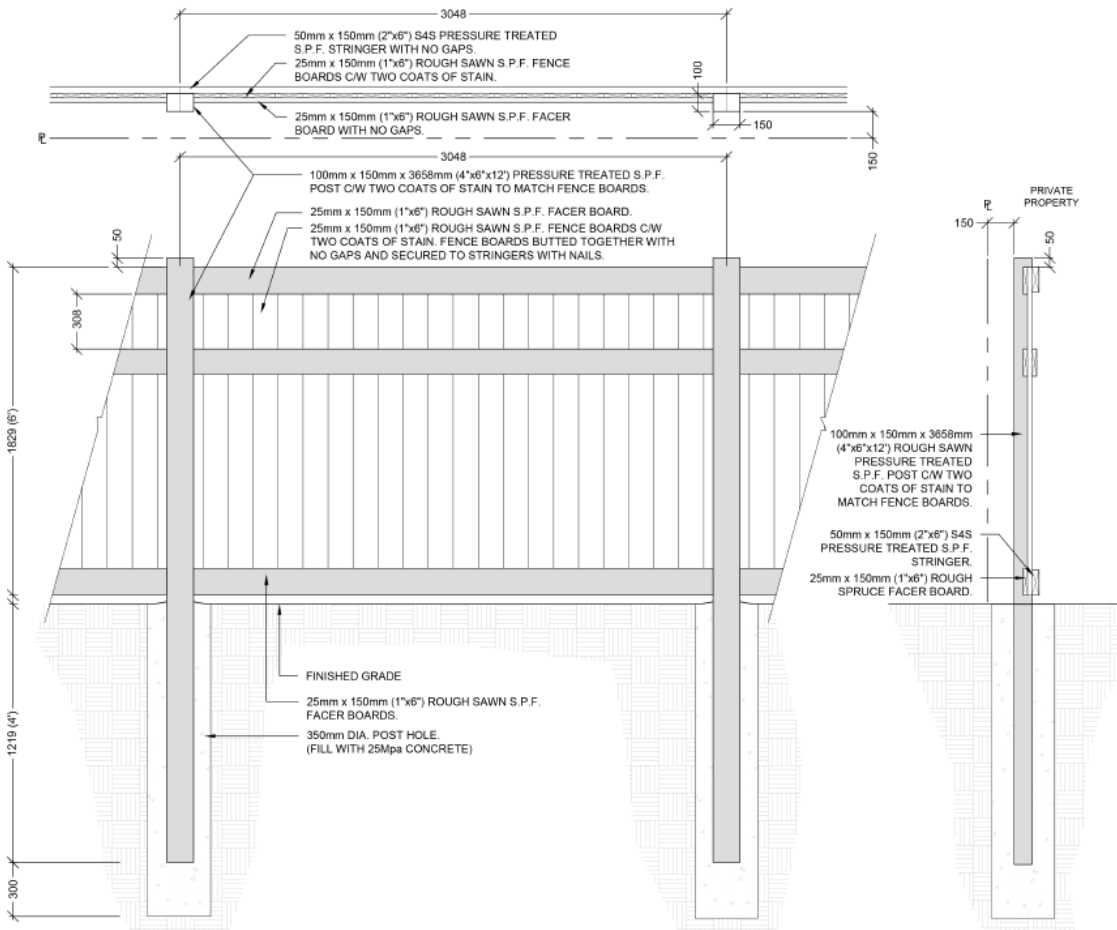 3048
50mm x 150mm (2"x6") S4S PRESSURE TREATED
S.P.F. STRINGER WITH NO GAPS.
25mm x 150mm (1"x6") ROUGH SAWN S.P.F. FENCE
BOARDS C/W TWO COATS OF STAIN.
100
25mm x 150mm (1"x6") ROUGH SAWN S.P.F. FACER
BOARD WITH NO GAPS.
150
150
PL
3048
100mm x 150mm x 3658mm (4"x6"x12') PRESSURE TREATED S.P.F.
POST C/W TWO COATS OF STAIN TO MATCH FENCE BOARDS.
25mm x 150mm (1"x6") ROUGH SAWN S.P.F. FACER BOARD.
25mm x 150mm (1"x6") ROUGH SAWN S.P.F. FENCE BOARDS C/W
TWO COATS OF STAIN. FENCE BOARDS BUTTED TOGETHER WITH
NO GAPS AND SECURED TO STRINGERS WITH NAILS.
50
308
1829 (6')
1219 (4')
300
FINISHED GRADE
25mm x 150mm (1"x6") ROUGH SAWN S.P.F.
FACER BOARDS.
350mm DIA. POST HOLE.
(FILL WITH 25Mpa CONCRETE)
PRIVATE
PROPERTY
PL
150
50
100mm x 150mm x 3658mm
(4"x6"x12') ROUGH SAWN
PRESSURE TREATED
S.P.F. POST C/W TWO
COATS OF STAIN TO
MATCH FENCE BOARDS.
50mm x 150mm (2"x6") S4S
PRESSURE TREATED S.P.F.
STRINGER.
25mm x 150mm (1"x6") ROUGH
SPRUCE FACER BOARD.